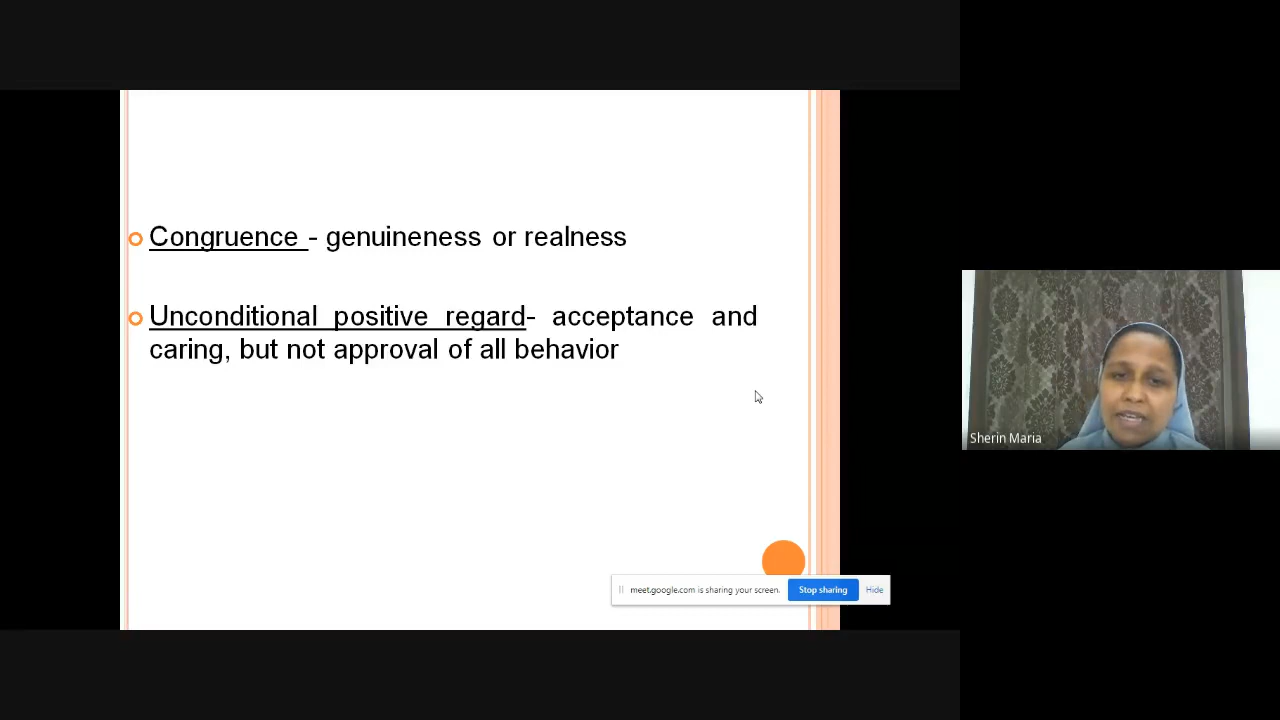 Congruence - genuineness or realness
Unconditional positive regard- acceptance and
caring, but not approval of all behavior
Sherin Maria
meet.google.com is sharing your screen.
Stop sharing
Hide